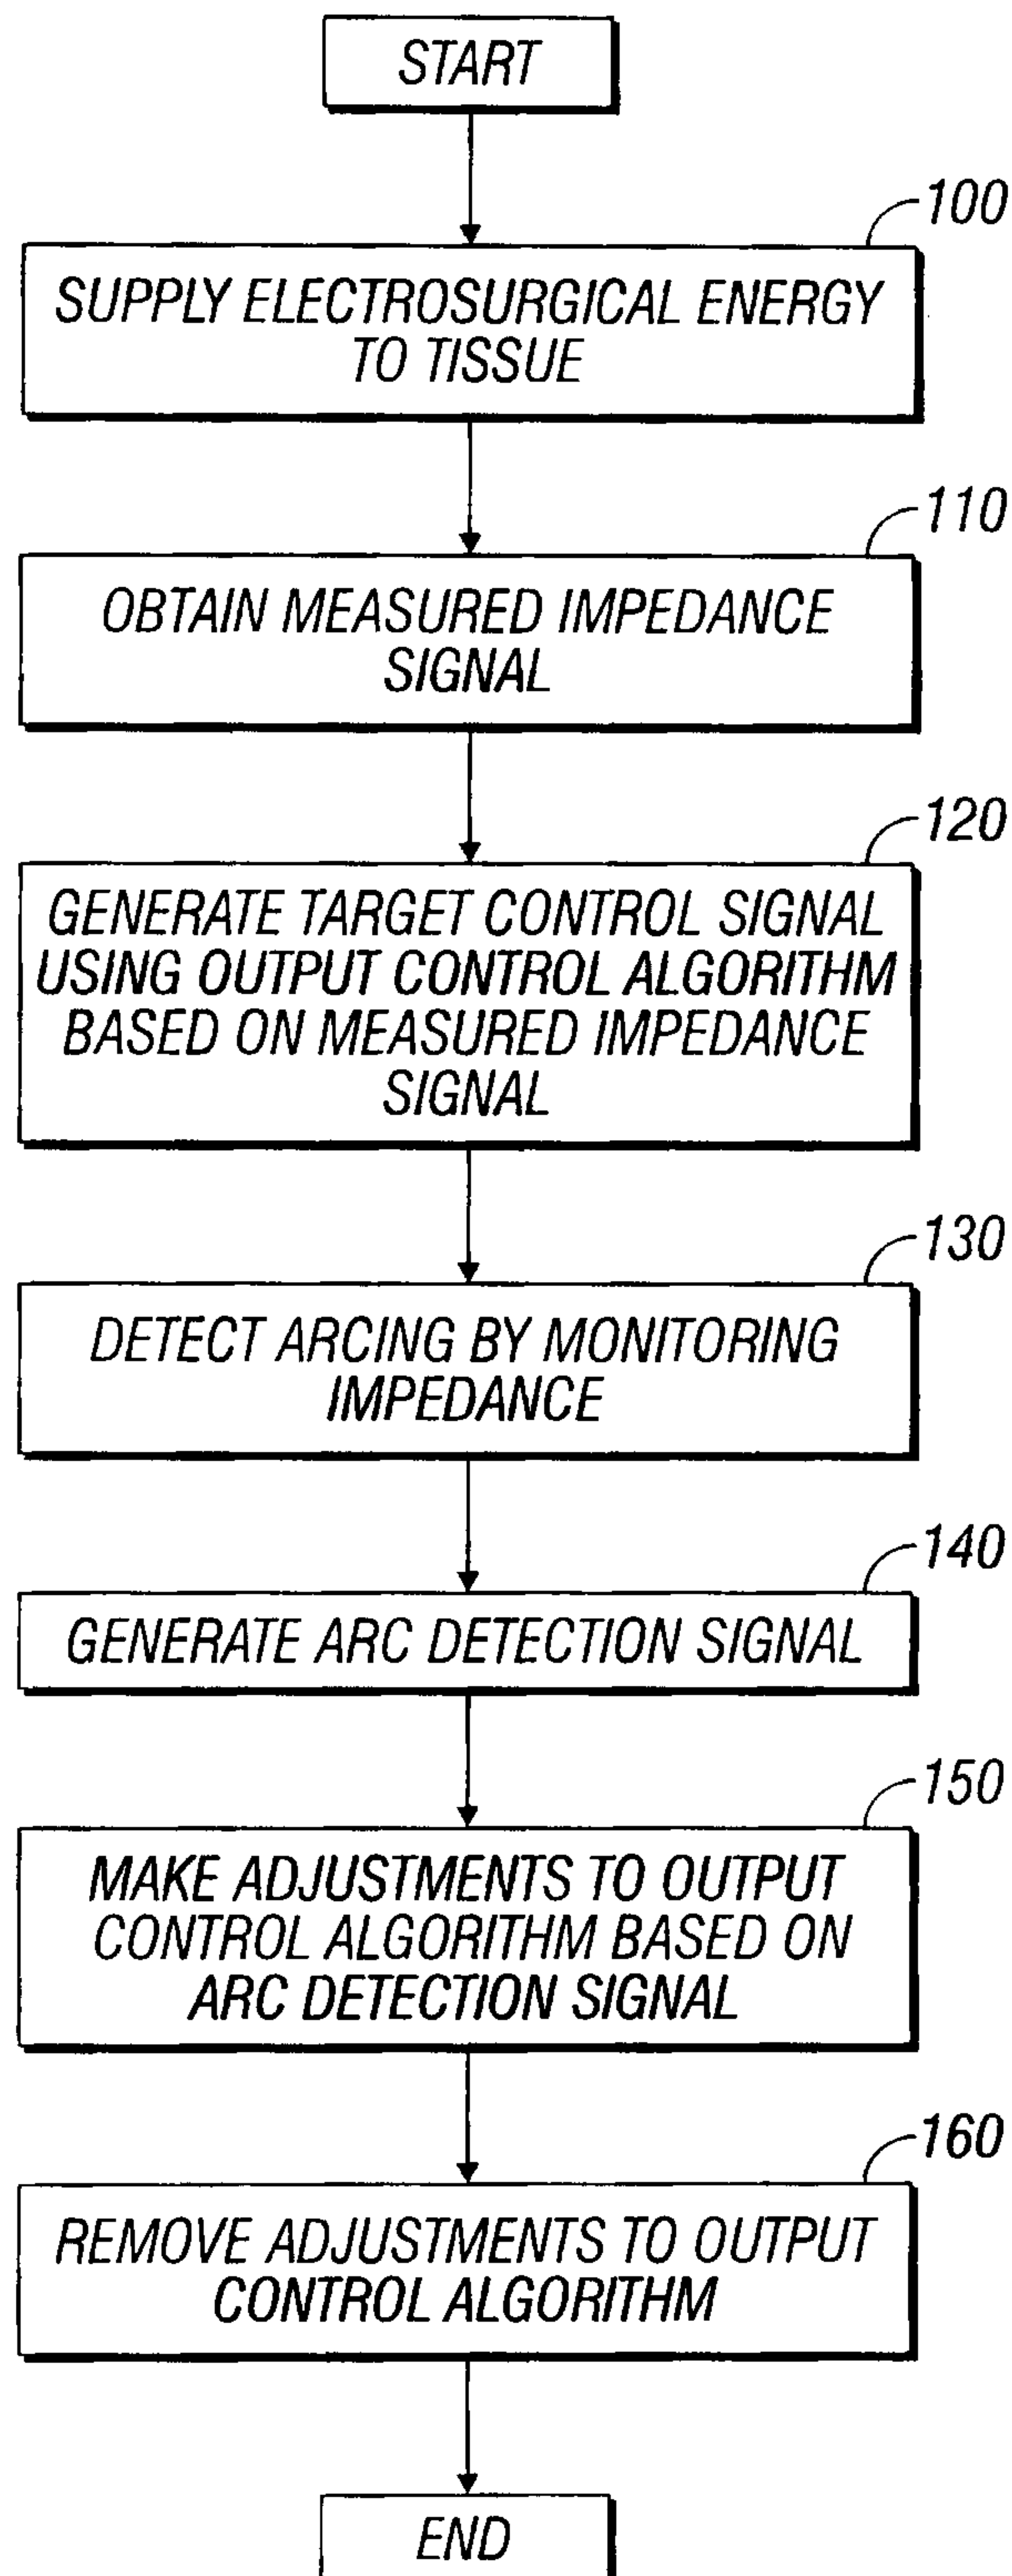 START
100
SUPPLY ELECTROSURGICAL ENERGY
TO TISSUE
110
OBTAIN MEASURED IMPEDANCE
SIGNAL
120
GENERATE TARGET CONTROL SIGNAL
USING OUTPUT CONTROL ALGORITHM
BASED ON MEASURED IMPEDANCE
SIGNAL
130
DETECT ARCING BY MONITORING
IMPEDANCE
140
GENERATE ARC DETECTION SIGNAL
150
MAKE ADJUSTMENTS TO OUTPUT
CONTROL ALGORITHM BASED ON
ARC DETECTION SIGNAL
160
REMOVE ADJUSTMENTS TO OUTPUT
CONTROL ALGORITHM
END